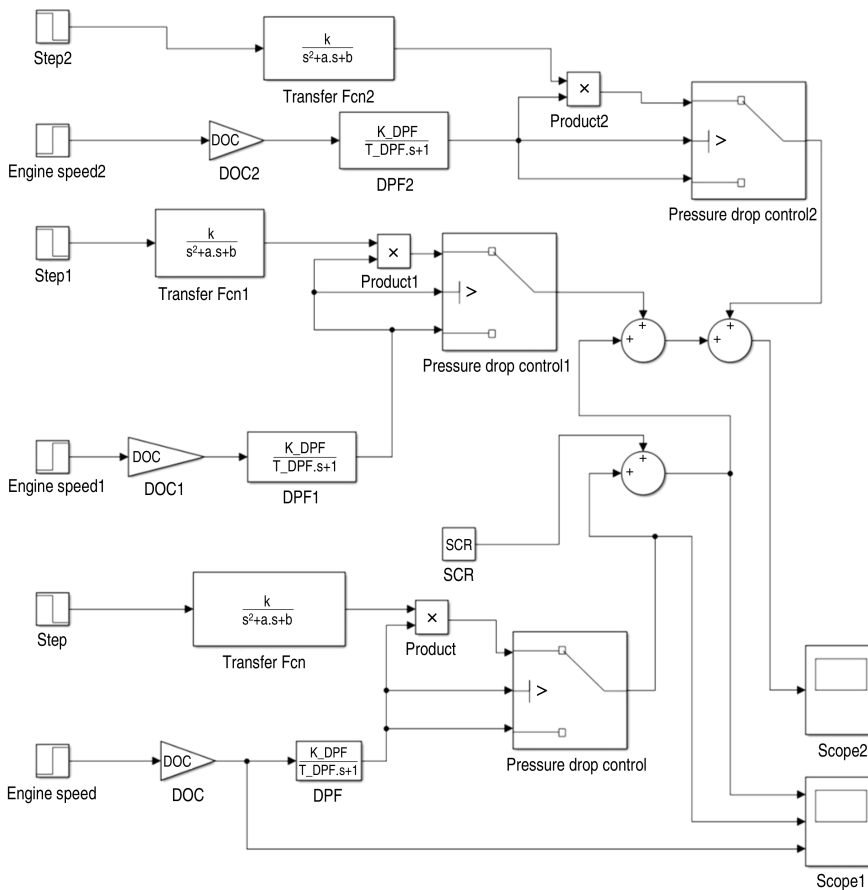 Step2
k
s²+a.s+b
Transfer Fcn2
×
Product2
Engine speed2
DOC
DOC2
K_DPF
T_DPF.s+1
DPF2
>
Pressure drop control2
Step1
k
s²+a.s+b
Transfer Fcn1
×
Product1
>
Pressure drop control1
+
+
+
+
Engine speed1
DOC
DOC1
K_DPF
T_DPF.s+1
DPF1
+
+
SCR
SCR
Step
k
s²+a.s+b
Transfer Fcn
×
Product
>
Pressure drop control
Scope2
Engine speed
DOC
DOC
K_DPF
T_DPF.s+1
DPF
Scope1